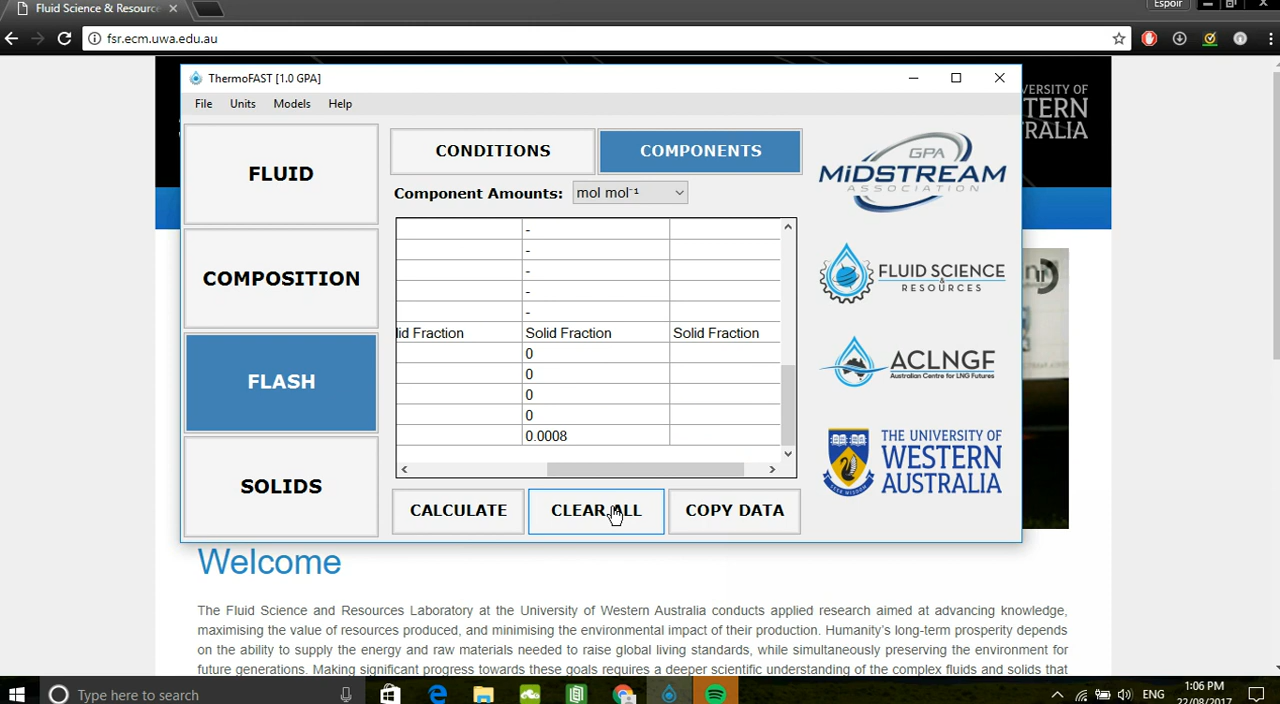 Fluid Science & Resource
Espoir
fsr.ecm.uwa.edu.au
ThermoFAST [1.0 GPA]
File Units Models Help
FLUID
COMPOSITION
FLASH
SOLIDS
CONDITIONS COMPONENTS
Component Amounts: mol mol⁻¹
-
-
-
-
-
lid Fraction Solid Fraction Solid Fraction
0
0
0
0
0.0008
CALCULATE CLEAR ALL COPY DATA
GPA
MiDSTREAM
ASSOCIATION
FLUID SCIENCE
& RESOURCES
ACLNGF
Australian Centre for LNG Futures
THE UNIVERSITY OF
WESTERN
AUSTRALIA
SEEK WISDOM
VERSITY OF
TERN
RALIA
Welcome
The Fluid Science and Resources Laboratory at the University of Western Australia conducts applied research aimed at advancing knowledge,
maximising the value of resources produced, and minimising the environmental impact of their production. Humanity's long-term prosperity depends
on the ability to supply the energy and raw materials needed to raise global living standards, while simultaneously preserving the environment for
future generations. Making significant progress towards these goals requires a deeper scientific understanding of the complex fluids and solids that
Type here to search
ENG
1:06 PM
22/08/2017